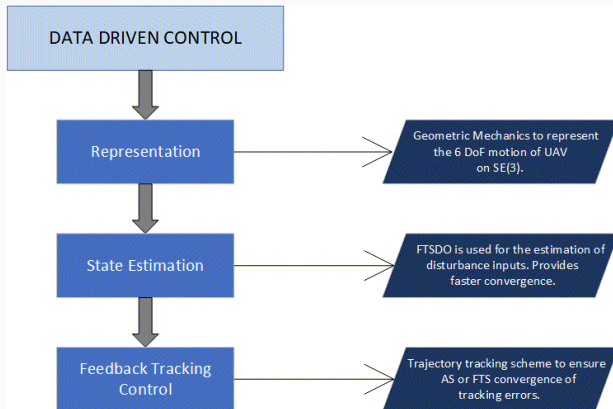 DATA DRIVEN CONTROL
Representation
Geometric Mechanics to represent
the 6 DoF motion of UAV
on SE(3).
State Estimation
FTSDO is used for the estimation of
disturbance inputs. Provides
faster convergence.
Feedback Tracking
Control
Trajectory tracking scheme to ensure
AS or FTS convergence of
tracking errors.